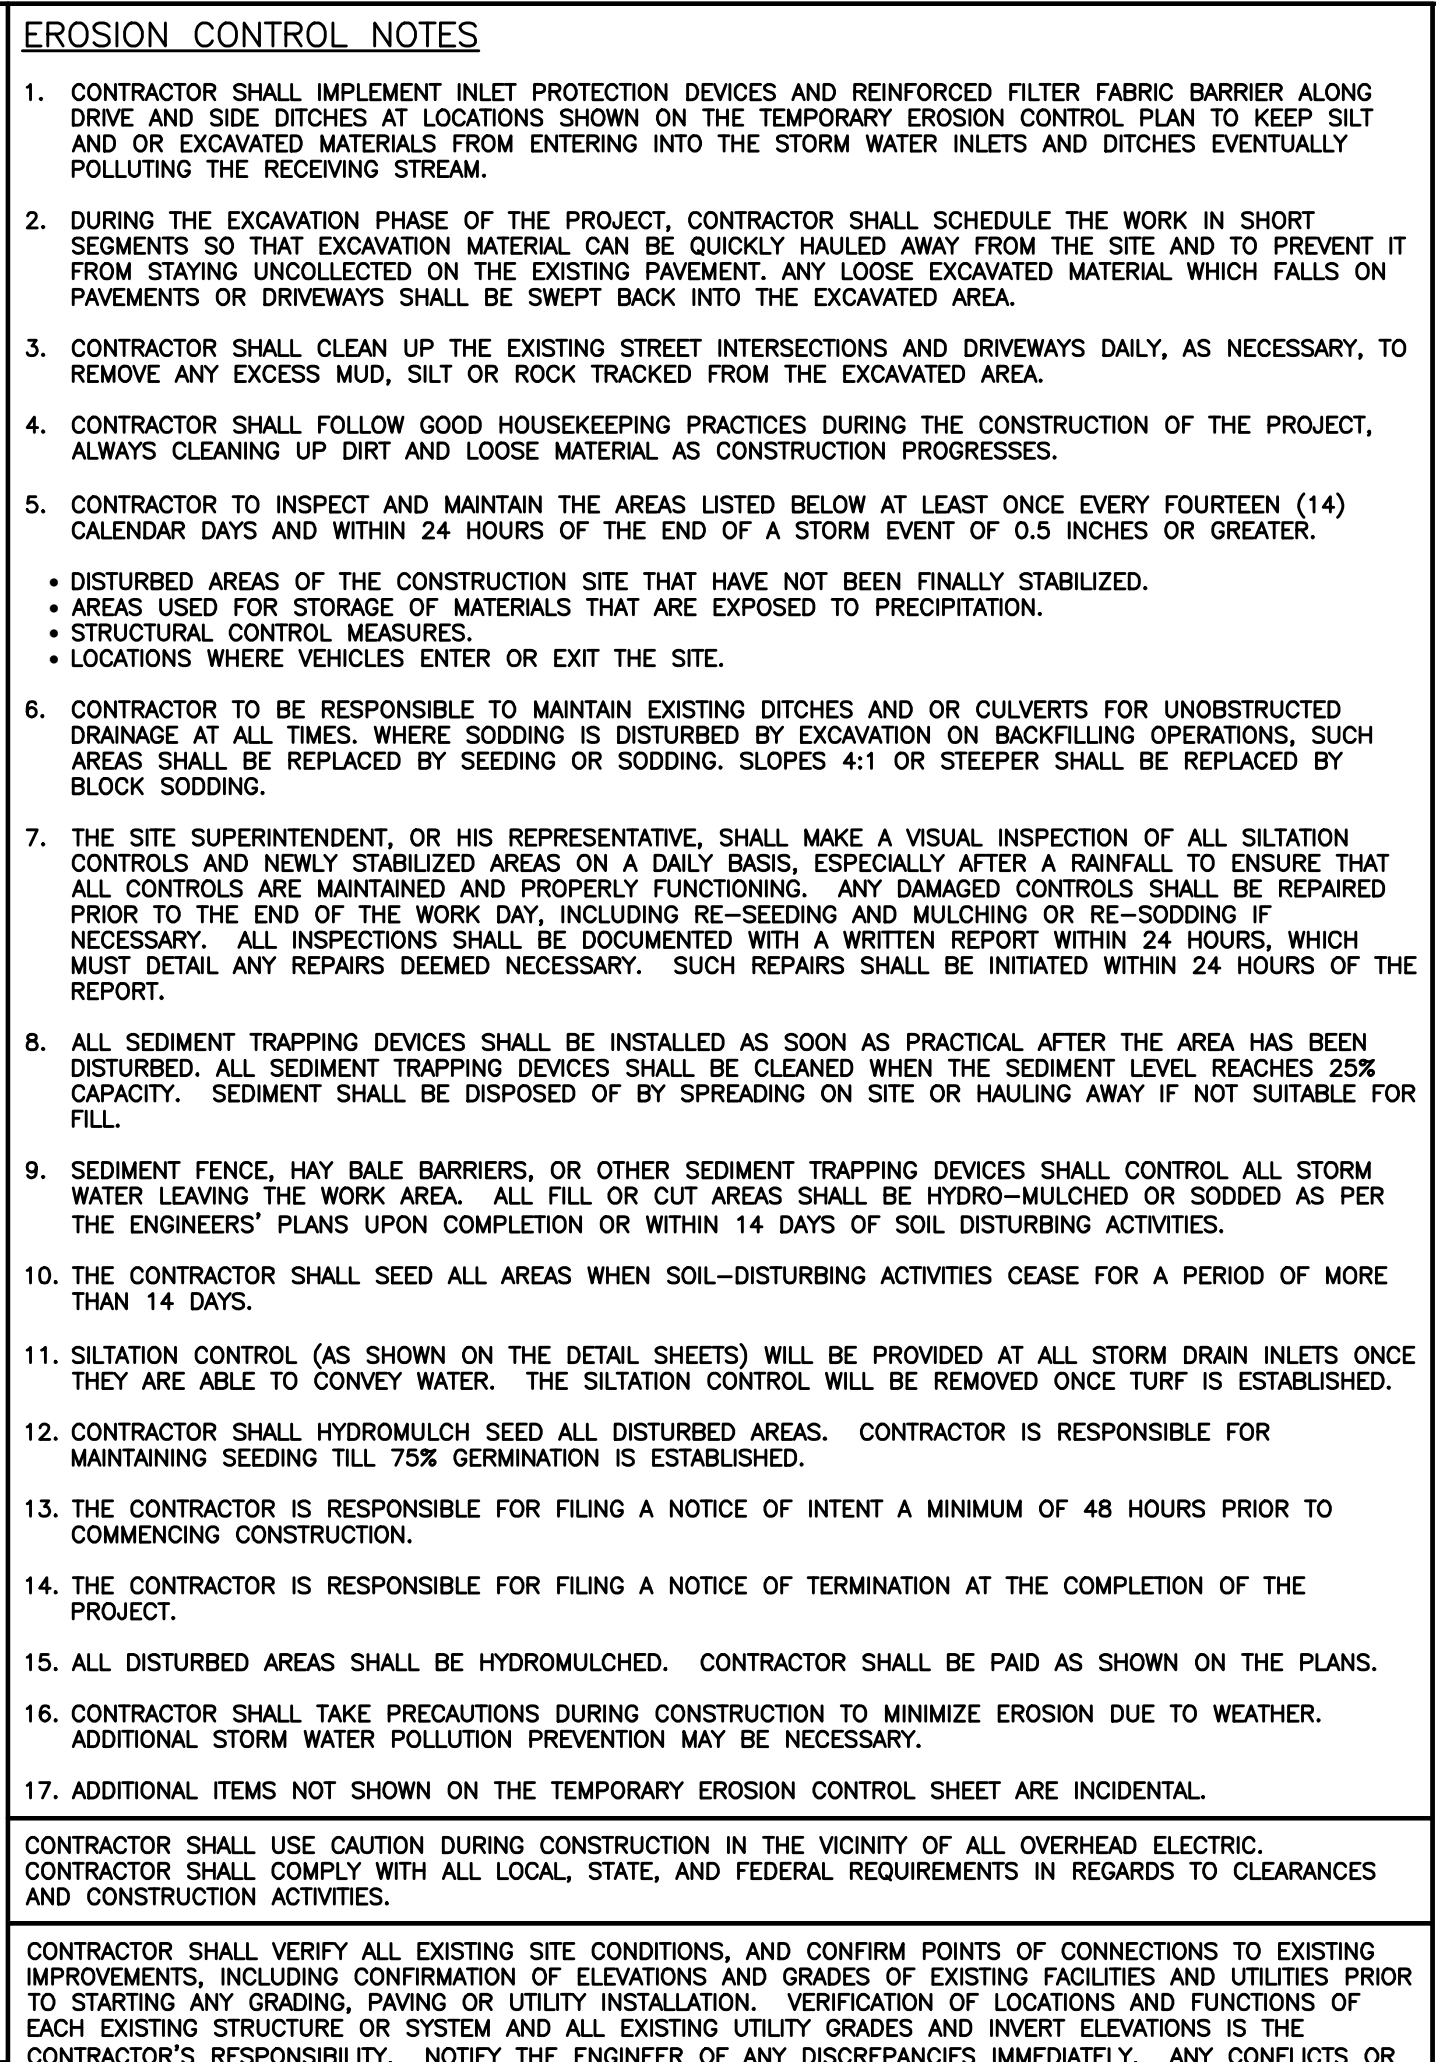 EROSION CONTROL NOTES
1. CONTRACTOR SHALL IMPLEMENT INLET PROTECTION DEVICES AND REINFORCED FILTER FABRIC BARRIER ALONG
DRIVE AND SIDE DITCHES AT LOCATIONS SHOWN ON THE TEMPORARY EROSION CONTROL PLAN TO KEEP SILT
AND OR EXCAVATED MATERIALS FROM ENTERING INTO THE STORM WATER INLETS AND DITCHES EVENTUALLY
POLLUTING THE RECEIVING STREAM.
2. DURING THE EXCAVATION PHASE OF THE PROJECT, CONTRACTOR SHALL SCHEDULE THE WORK IN SHORT
SEGMENTS SO THAT EXCAVATION MATERIAL CAN BE QUICKLY HAULED AWAY FROM THE SITE AND TO PREVENT IT
FROM STAYING UNCOLLECTED ON THE EXISTING PAVEMENT. ANY LOOSE EXCAVATED MATERIAL WHICH FALLS ON
PAVEMENTS OR DRIVEWAYS SHALL BE SWEPT BACK INTO THE EXCAVATED AREA.
3. CONTRACTOR SHALL CLEAN UP THE EXISTING STREET INTERSECTIONS AND DRIVEWAYS DAILY, AS NECESSARY, TO
REMOVE ANY EXCESS MUD, SILT OR ROCK TRACKED FROM THE EXCAVATED AREA.
4. CONTRACTOR SHALL FOLLOW GOOD HOUSEKEEPING PRACTICES DURING THE CONSTRUCTION OF THE PROJECT,
ALWAYS CLEANING UP DIRT AND LOOSE MATERIAL AS CONSTRUCTION PROGRESSES.
5. CONTRACTOR TO INSPECT AND MAINTAIN THE AREAS LISTED BELOW AT LEAST ONCE EVERY FOURTEEN (14)
CALENDAR DAYS AND WITHIN 24 HOURS OF THE END OF A STORM EVENT OF 0.5 INCHES OR GREATER.
• DISTURBED AREAS OF THE CONSTRUCTION SITE THAT HAVE NOT BEEN FINALLY STABILIZED.
• AREAS USED FOR STORAGE OF MATERIALS THAT ARE EXPOSED TO PRECIPITATION.
• STRUCTURAL CONTROL MEASURES.
• LOCATIONS WHERE VEHICLES ENTER OR EXIT THE SITE.
6. CONTRACTOR TO BE RESPONSIBLE TO MAINTAIN EXISTING DITCHES AND OR CULVERTS FOR UNOBSTRUCTED
DRAINAGE AT ALL TIMES. WHERE SODDING IS DISTURBED BY EXCAVATION ON BACKFILLING OPERATIONS, SUCH
AREAS SHALL BE REPLACED BY SEEDING OR SODDING. SLOPES 4:1 OR STEEPER SHALL BE REPLACED BY
BLOCK SODDING.
7. THE SITE SUPERINTENDENT, OR HIS REPRESENTATIVE, SHALL MAKE A VISUAL INSPECTION OF ALL SILTATION
CONTROLS AND NEWLY STABILIZED AREAS ON A DAILY BASIS, ESPECIALLY AFTER A RAINFALL TO ENSURE THAT
ALL CONTROLS ARE MAINTAINED AND PROPERLY FUNCTIONING. ANY DAMAGED CONTROLS SHALL BE REPAIRED
PRIOR TO THE END OF THE WORK DAY, INCLUDING RE-SEEDING AND MULCHING OR RE-SODDING IF
NECESSARY. ALL INSPECTIONS SHALL BE DOCUMENTED WITH A WRITTEN REPORT WITHIN 24 HOURS, WHICH
MUST DETAIL ANY REPAIRS DEEMED NECESSARY. SUCH REPAIRS SHALL BE INITIATED WITHIN 24 HOURS OF THE
REPORT.
8. ALL SEDIMENT TRAPPING DEVICES SHALL BE INSTALLED AS SOON AS PRACTICAL AFTER THE AREA HAS BEEN
DISTURBED. ALL SEDIMENT TRAPPING DEVICES SHALL BE CLEANED WHEN THE SEDIMENT LEVEL REACHES 25%
CAPACITY. SEDIMENT SHALL BE DISPOSED OF BY SPREADING ON SITE OR HAULING AWAY IF NOT SUITABLE FOR
FILL.
9. SEDIMENT FENCE, HAY BALE BARRIERS, OR OTHER SEDIMENT TRAPPING DEVICES SHALL CONTROL ALL STORM
WATER LEAVING THE WORK AREA. ALL FILL OR CUT AREAS SHALL BE HYDRO-MULCHED OR SODDED AS PER
THE ENGINEERS' PLANS UPON COMPLETION OR WITHIN 14 DAYS OF SOIL DISTURBING ACTIVITIES.
10. THE CONTRACTOR SHALL SEED ALL AREAS WHEN SOIL-DISTURBING ACTIVITIES CEASE FOR A PERIOD OF MORE
THAN 14 DAYS.
11. SILTATION CONTROL (AS SHOWN ON THE DETAIL SHEETS) WILL BE PROVIDED AT ALL STORM DRAIN INLETS ONCE
THEY ARE ABLE TO CONVEY WATER. THE SILTATION CONTROL WILL BE REMOVED ONCE TURF IS ESTABLISHED.
12. CONTRACTOR SHALL HYDROMULCH SEED ALL DISTURBED AREAS. CONTRACTOR IS RESPONSIBLE FOR
MAINTAINING SEEDING TILL 75% GERMINATION IS ESTABLISHED.
13. THE CONTRACTOR IS RESPONSIBLE FOR FILING A NOTICE OF INTENT A MINIMUM OF 48 HOURS PRIOR TO
COMMENCING CONSTRUCTION.
14. THE CONTRACTOR IS RESPONSIBLE FOR FILING A NOTICE OF TERMINATION AT THE COMPLETION OF THE
PROJECT.
15. ALL DISTURBED AREAS SHALL BE HYDROMULCHED. CONTRACTOR SHALL BE PAID AS SHOWN ON THE PLANS.
16. CONTRACTOR SHALL TAKE PRECAUTIONS DURING CONSTRUCTION TO MINIMIZE EROSION DUE TO WEATHER.
ADDITIONAL STORM WATER POLLUTION PREVENTION MAY BE NECESSARY.
17. ADDITIONAL ITEMS NOT SHOWN ON THE TEMPORARY EROSION CONTROL SHEET ARE INCIDENTAL.
CONTRACTOR SHALL USE CAUTION DURING CONSTRUCTION IN THE VICINITY OF ALL OVERHEAD ELECTRIC.
CONTRACTOR SHALL COMPLY WITH ALL LOCAL, STATE, AND FEDERAL REQUIREMENTS IN REGARDS TO CLEARANCES
AND CONSTRUCTION ACTIVITIES.
CONTRACTOR SHALL VERIFY ALL EXISTING SITE CONDITIONS, AND CONFIRM POINTS OF CONNECTIONS TO EXISTING
IMPROVEMENTS, INCLUDING CONFIRMATION OF ELEVATIONS AND GRADES OF EXISTING FACILITIES AND UTILITIES PRIOR
TO STARTING ANY GRADING, PAVING OR UTILITY INSTALLATION. VERIFICATION OF LOCATIONS AND FUNCTIONS OF
EACH EXISTING STRUCTURE OR SYSTEM AND ALL EXISTING UTILITY GRADES AND INVERT ELEVATIONS IS THE
CONTRACTOR'S RESPONSIBILITY. NOTIFY THE ENGINEER OF ANY DISCREPANCIES IMMEDIATELY. ANY CONFLICTS OR